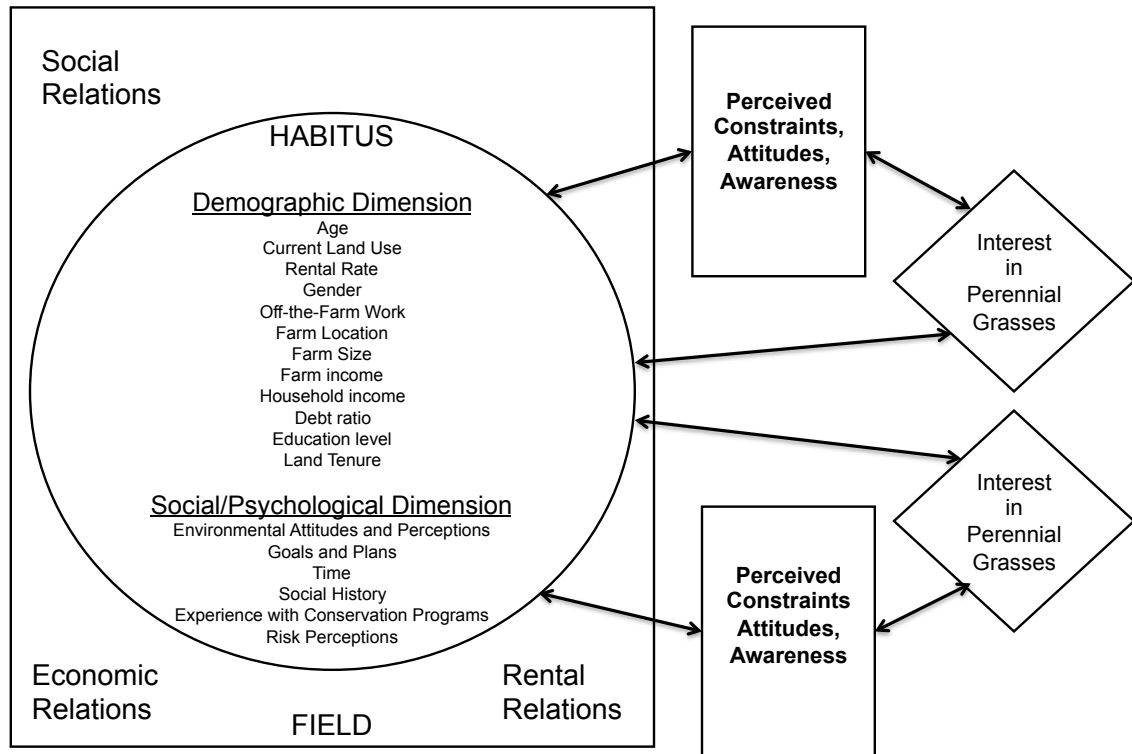 Social
Relations
HABITUS
Demographic Dimension
Age
Current Land Use
Rental Rate
Gender
Off-the-Farm Work
Farm Location
Farm Size
Farm income
Household income
Debt ratio
Education level
Land Tenure
Social/Psychological Dimension
Environmental Attitudes and Perceptions
Goals and Plans
Time
Social History
Experience with Conservation Programs
Risk Perceptions
Economic
Relations
FIELD
Rental
Relations
Perceived
Constraints,
Attitudes,
Awareness
Interest
in
Perennial
Grasses
Interest
in
Perennial
Grasses
Perceived
Constraints
Attitudes,
Awareness